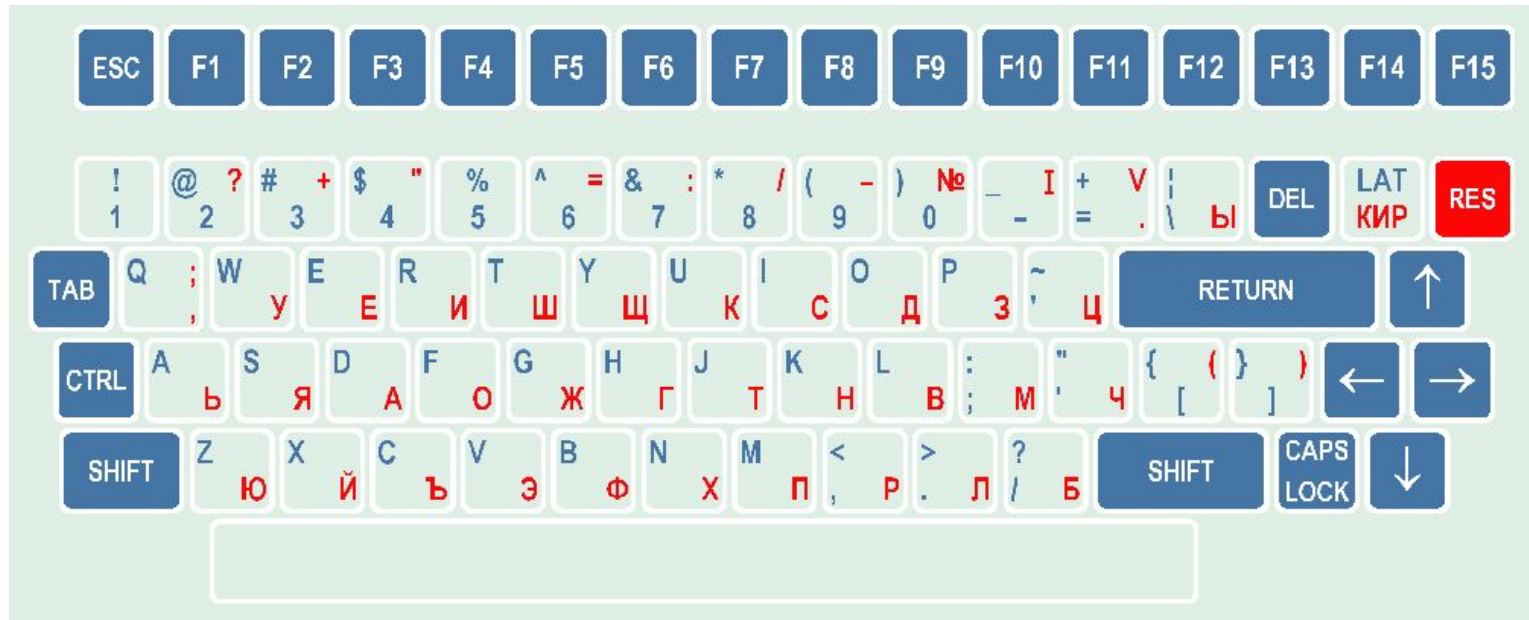 ESC F1 F2 F3 F4 F5 F6 F7 F8 F9 F10 F11 F12 F13 F14 F15
! @ ? # + $ " % ^ = & : * / ( – ) № _ I + V ¦ DEL LAT RES
1 2 3 4 5 6 7 8 9 0 – = . \ Ы КИР
TAB Q ; W E R T Y U I O P ~ RETURN ↑
, У Е И Ш Щ К С Д З ' Ц
CTRL A S D F G H J K L : " { ( } ) ← →
Ь Я А О Ж Г Т Н В ; М ' Ч [ ]
SHIFT Z X C V B N M < > ? SHIFT CAPS ↓
Ю Й Ъ Э Ф Х П , Р . Л / Б LOCK